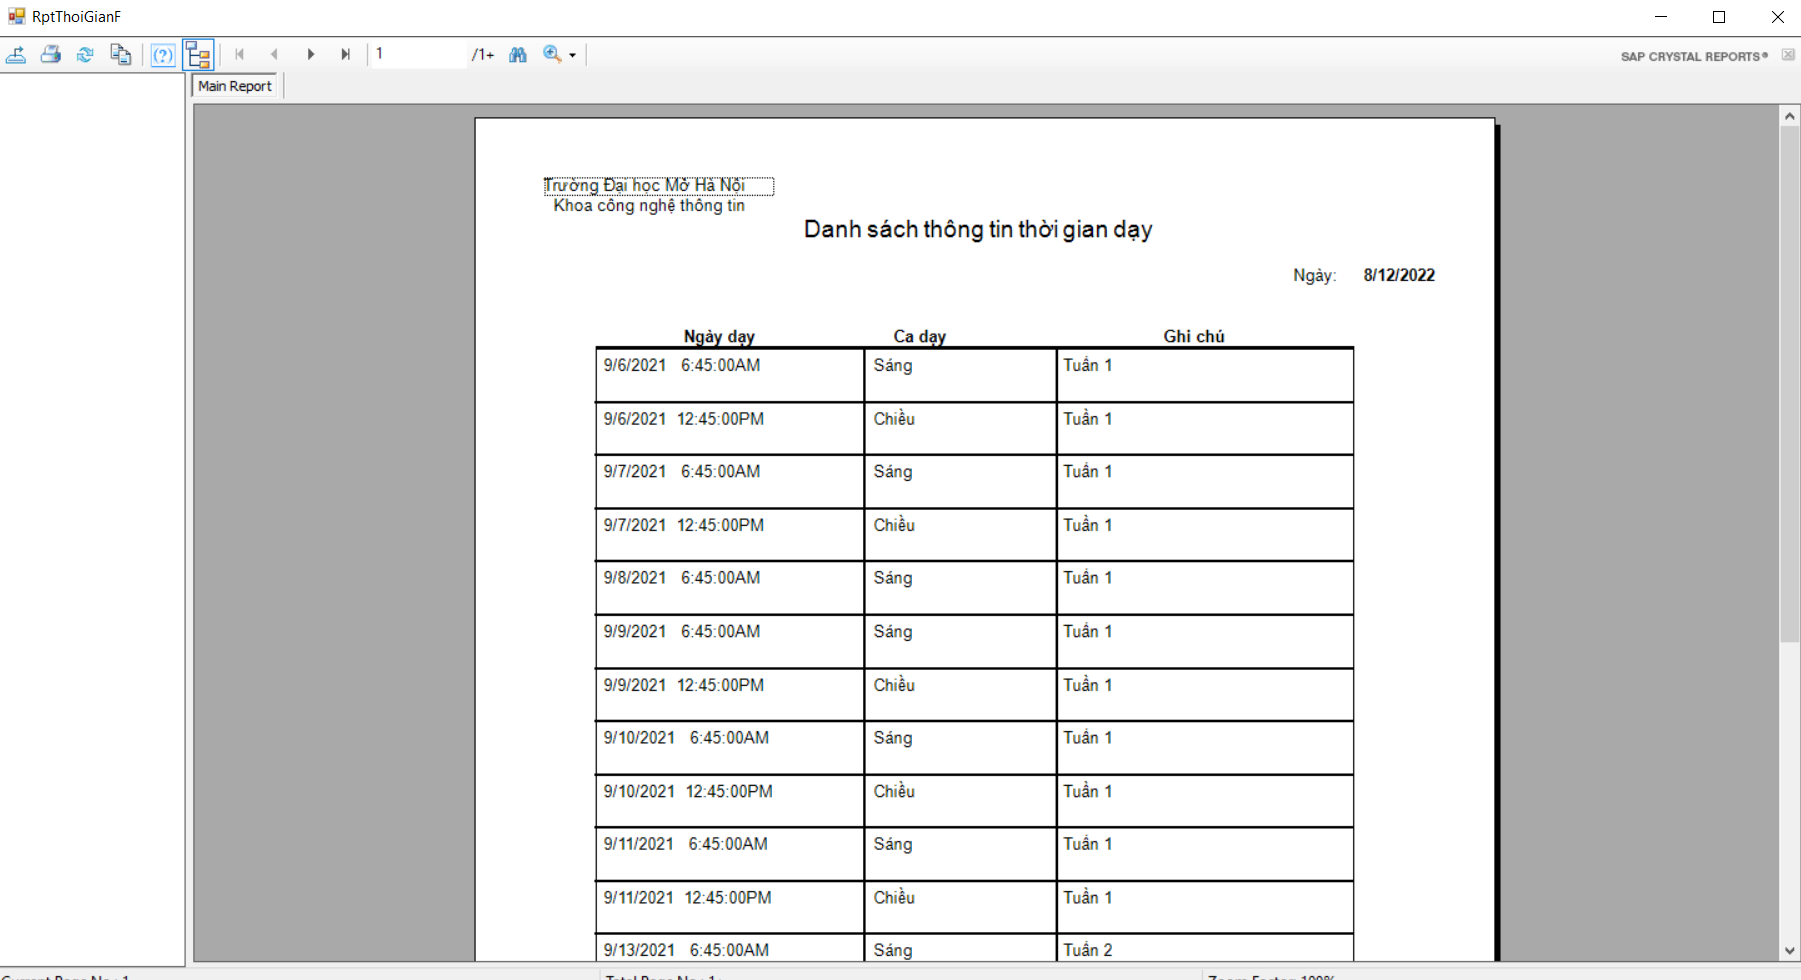 RptThoiGianF
1
/1+
SAP CRYSTAL REPORTS®
Main Report
Trường Đại học Mở Hà Nội
Khoa công nghệ thông tin
Danh sách thông tin thời gian dạy
Ngày: 8/12/2022
Ngày dạy Ca dạy Ghi chú
9/6/2021 6:45:00AM Sáng Tuần 1
9/6/2021 12:45:00PM Chiều Tuần 1
9/7/2021 6:45:00AM Sáng Tuần 1
9/7/2021 12:45:00PM Chiều Tuần 1
9/8/2021 6:45:00AM Sáng Tuần 1
9/9/2021 6:45:00AM Sáng Tuần 1
9/9/2021 12:45:00PM Chiều Tuần 1
9/10/2021 6:45:00AM Sáng Tuần 1
9/10/2021 12:45:00PM Chiều Tuần 1
9/11/2021 6:45:00AM Sáng Tuần 1
9/11/2021 12:45:00PM Chiều Tuần 1
9/13/2021 6:45:00AM Sáng Tuần 2